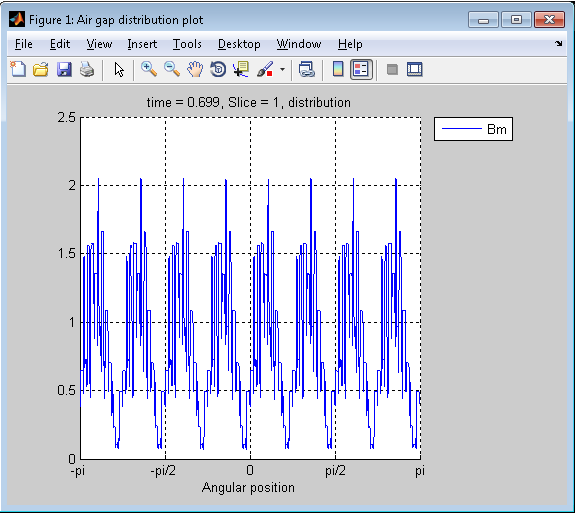 Figure 1: Air gap distribution plot
File Edit View Insert Tools Desktop Window Help
time = 0.699, Slice = 1, distribution
Bm
2.5
2
1.5
1
0.5
0
-pi -pi/2 0 pi/2 pi
Angular position